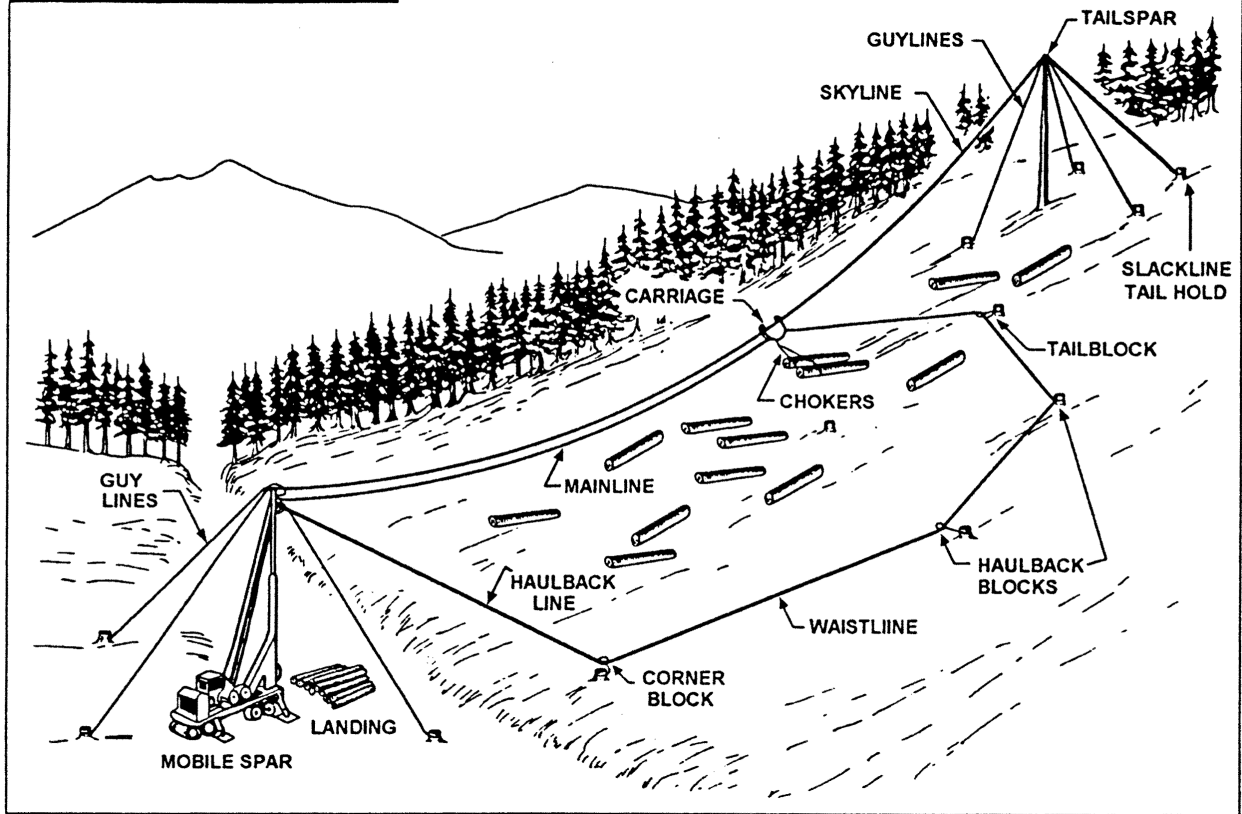 TAILSPAR
GUYLINES
SKYLINE
SLACKLINE
TAIL HOLD
CARRIAGE
TAILBLOCK
CHOKERS
GUY
LINES
MAINLINE
HAULBACK
LINE
HAULBACK
BLOCKS
WAISTLIINE
CORNER
BLOCK
LANDING
MOBILE SPAR